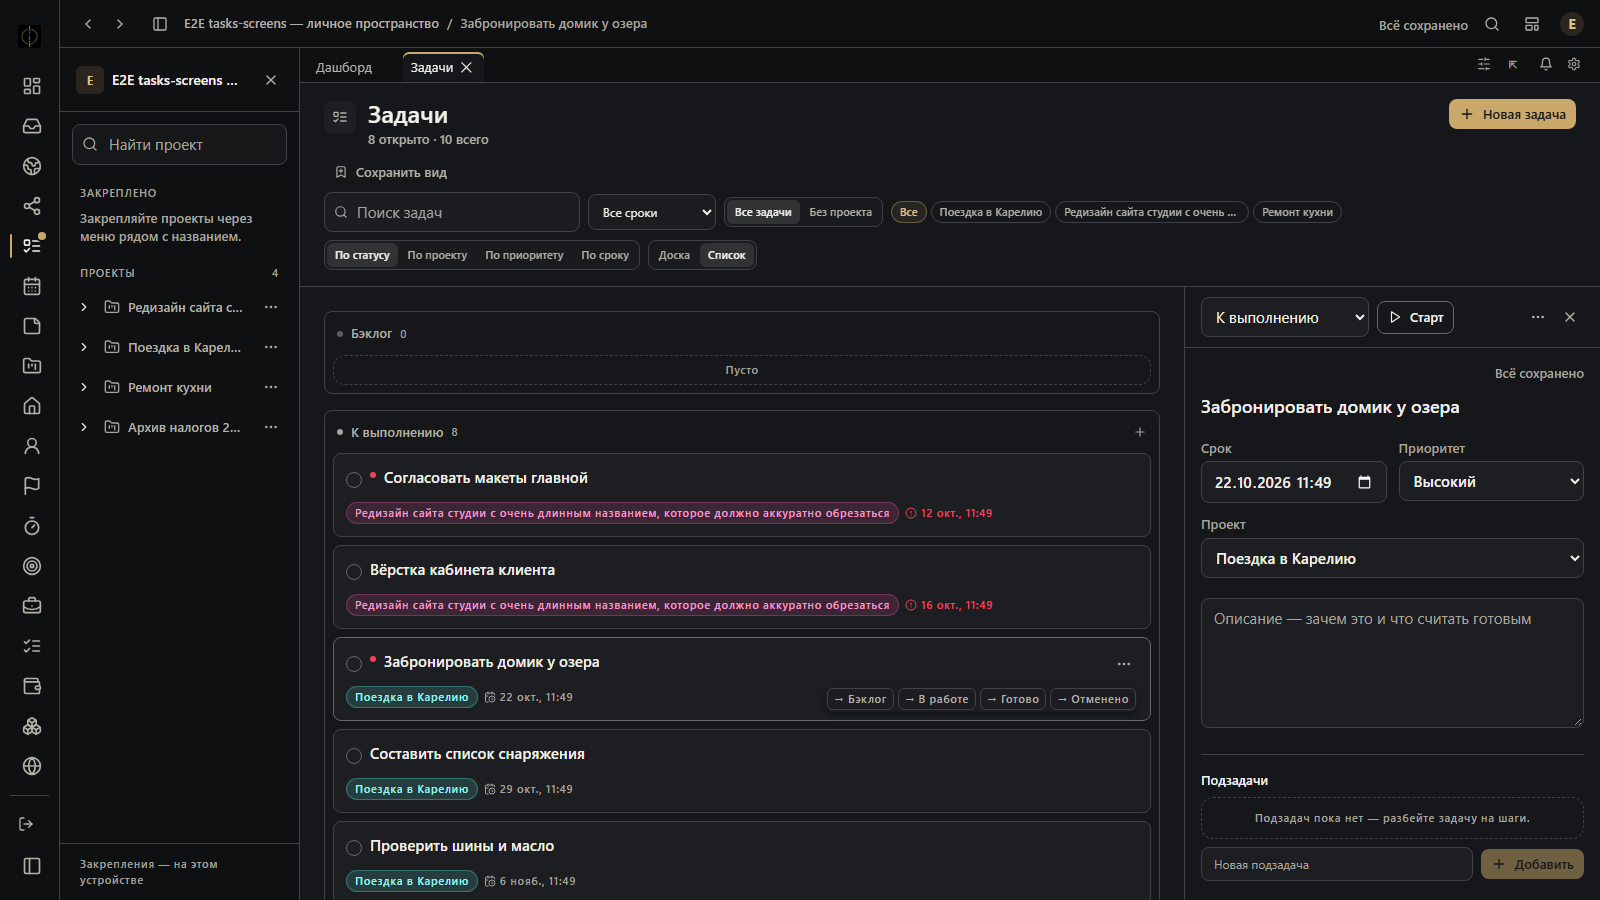 E2E tasks-screens — личное пространство / Забронировать домик у озера
Всё сохранено
E
E
E2E tasks-screens ...
Найти проект
ЗАКРЕПЛЕНО
Закрепляйте проекты через
меню рядом с названием.
ПРОЕКТЫ 4
Редизайн сайта с...
Поездка в Карел...
Ремонт кухни
Архив налогов 2...
Закрепления — на этом
устройстве
Дашборд
Задачи
Задачи
8 открыто · 10 всего
Новая задача
Сохранить вид
Поиск задач
Все сроки
Все задачи
Без проекта
Все
Поездка в Карелию
Редизайн сайта студии с очень ...
Ремонт кухни
По статусу
По проекту
По приоритету
По сроку
Доска
Список
Бэклог 0
Пусто
К выполнению 8
Согласовать макеты главной
Редизайн сайта студии с очень длинным названием, которое должно аккуратно обрезаться
12 окт., 11:49
Вёрстка кабинета клиента
Редизайн сайта студии с очень длинным названием, которое должно аккуратно обрезаться
16 окт., 11:49
Забронировать домик у озера
Поездка в Карелию
22 окт., 11:49
→ Бэклог
→ В работе
→ Готово
→ Отменено
Составить список снаряжения
Поездка в Карелию
29 окт., 11:49
Проверить шины и масло
Поездка в Карелию
6 нояб., 11:49
К выполнению
Старт
Всё сохранено
Забронировать домик у озера
Срок
Приоритет
22.10.2026 11:49
Высокий
Проект
Поездка в Карелию
Описание — зачем это и что считать готовым
Подзадачи
Подзадач пока нет — разбейте задачу на шаги.
Новая подзадача
Добавить